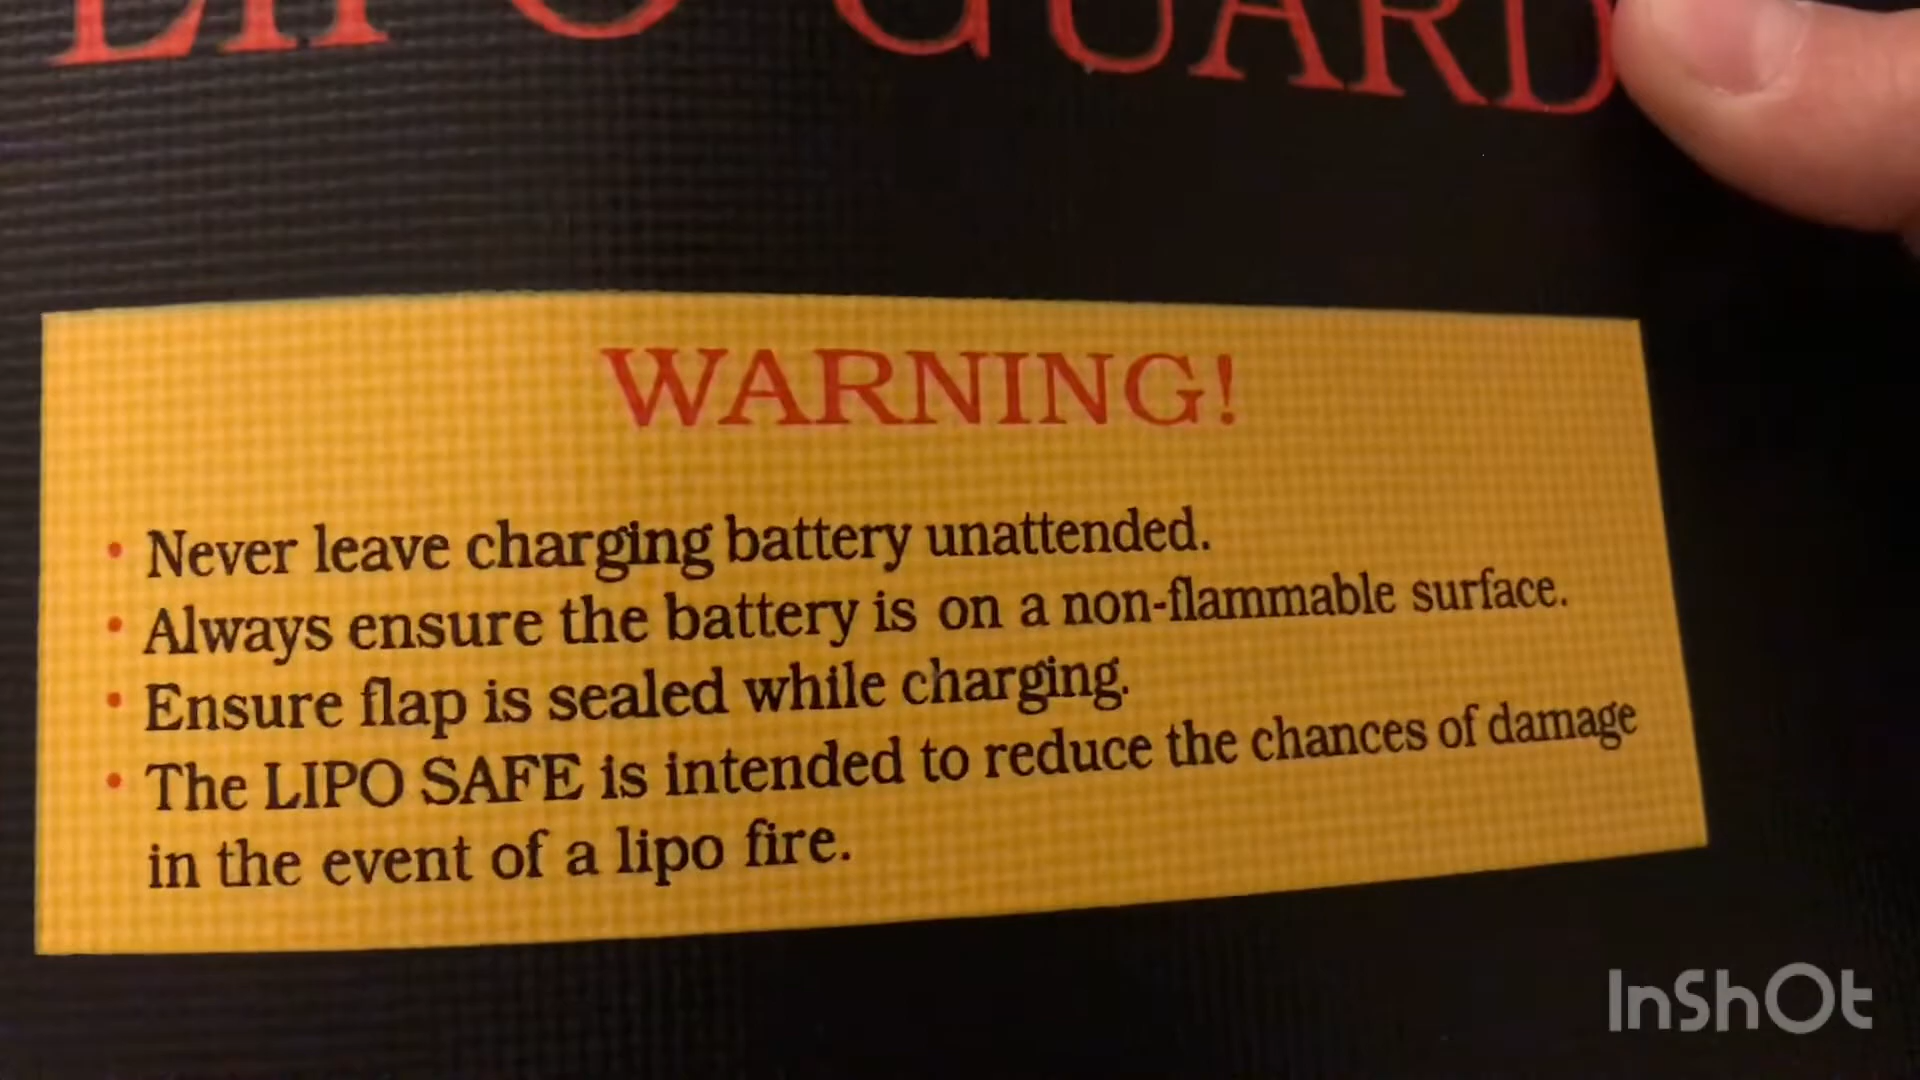 LIPO GUARD
WARNING!
• Never leave charging battery unattended.
• Always ensure the battery is on a non-flammable surface.
• Ensure flap is sealed while charging.
• The LIPO SAFE is intended to reduce the chances of damage
in the event of a lipo fire.
InShOt